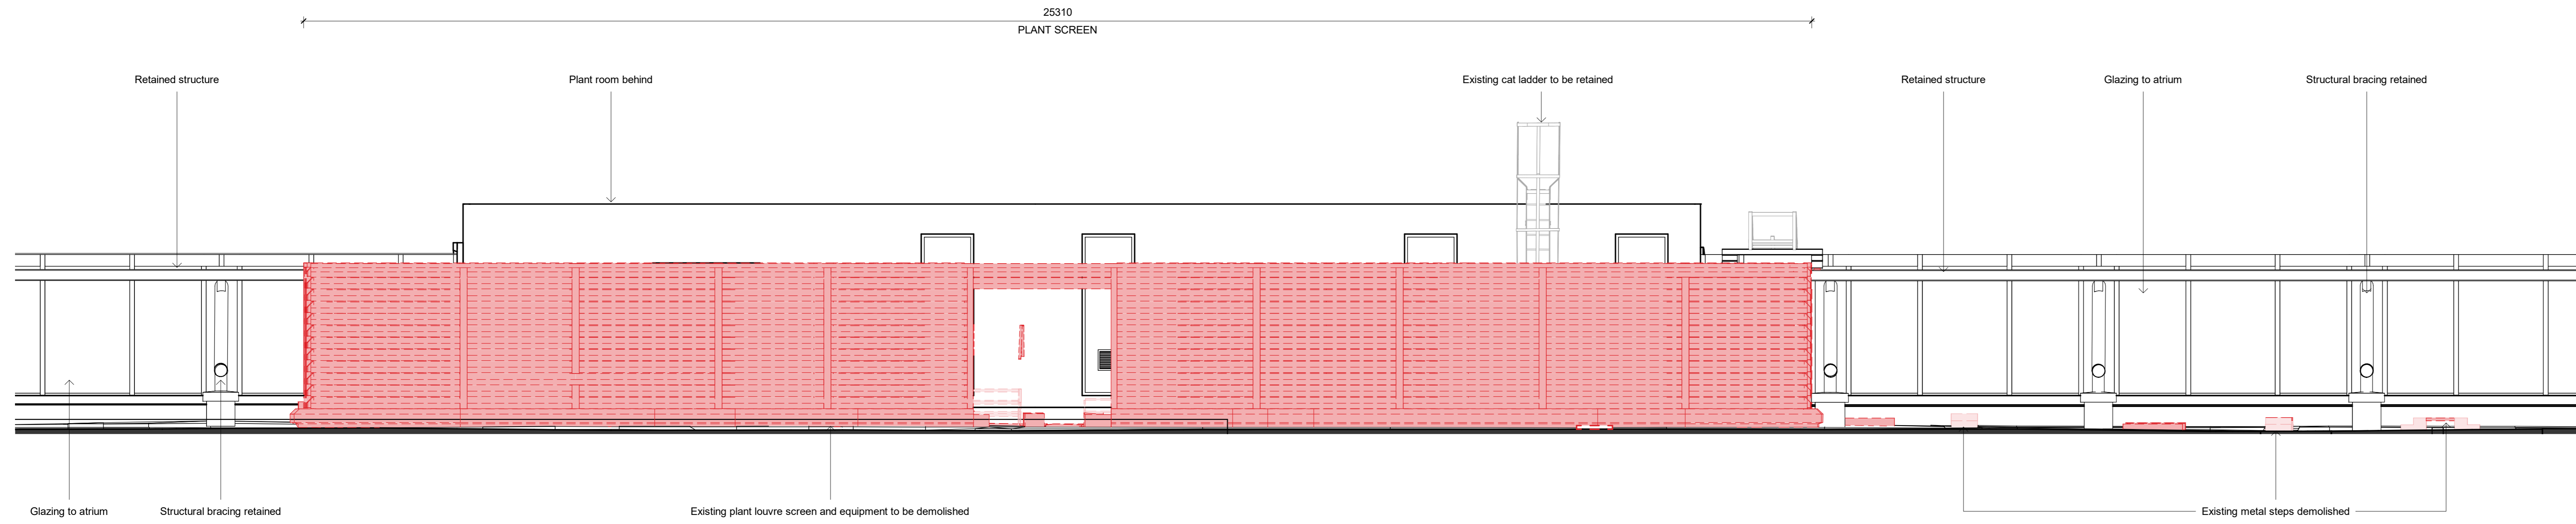 25310
PLANT SCREEN
Retained structure
Plant room behind
Existing cat ladder to be retained
Retained structure
Glazing to atrium
Structural bracing retained
Glazing to atrium
Structural bracing retained
Existing plant louvre screen and equipment to be demolished
Existing metal steps demolished